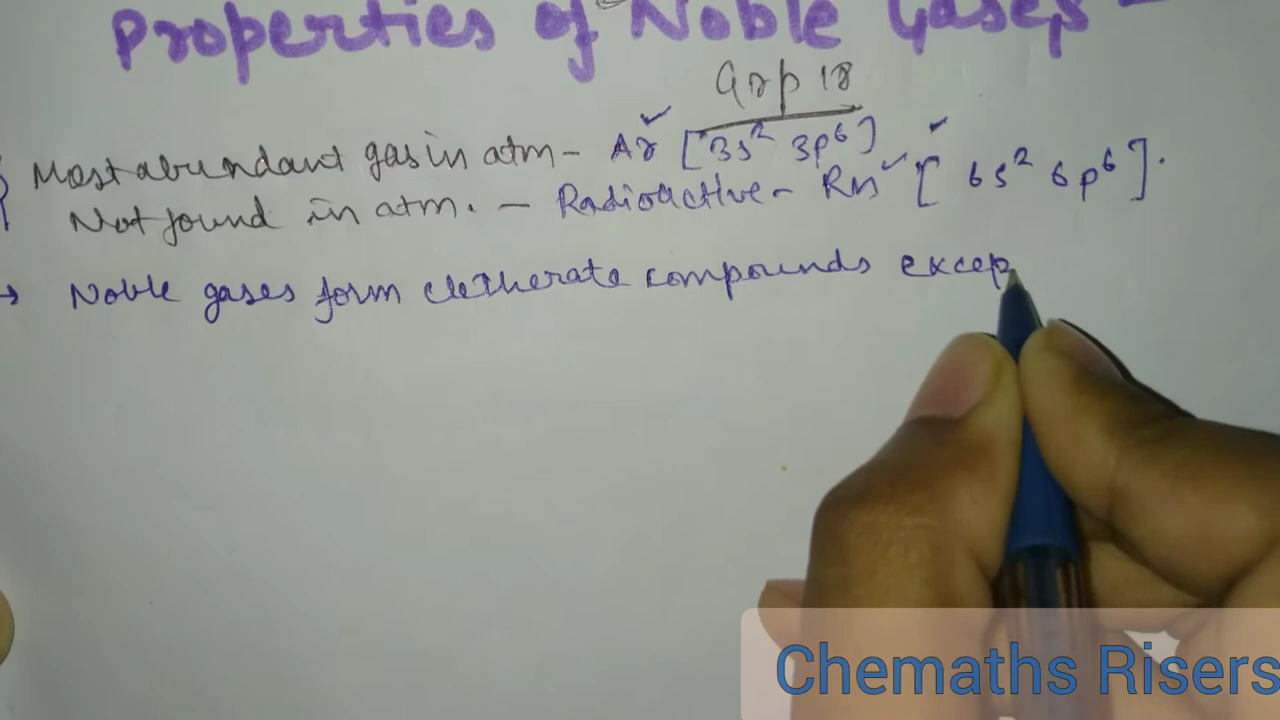 Properties of Noble Gases -
Grp 18
Most abundant gas in atm - Ar ✓ [3s² 3p⁶]
Not found in atm. - Radioactive - Rn ✓ [6s² 6p⁶]. ✓
→ Noble gases form cletherate compounds excep
Chemaths Risers